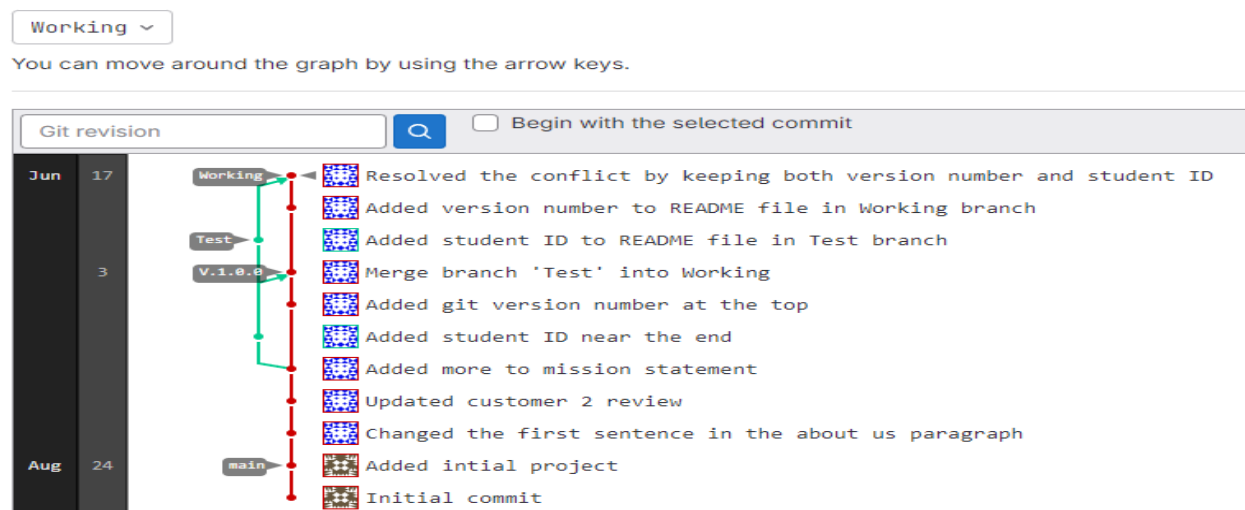 Working
You can move around the graph by using the arrow keys.
Git revision
Begin with the selected commit
Jun 17 Working Resolved the conflict by keeping both version number and student ID
Added version number to README file in Working branch
Test Added student ID to README file in Test branch
3 V.1.0.0 Merge branch 'Test' into Working
Added git version number at the top
Added student ID near the end
Added more to mission statement
Updated customer 2 review
Changed the first sentence in the about us paragraph
Aug 24 main Added intial project
Initial commit